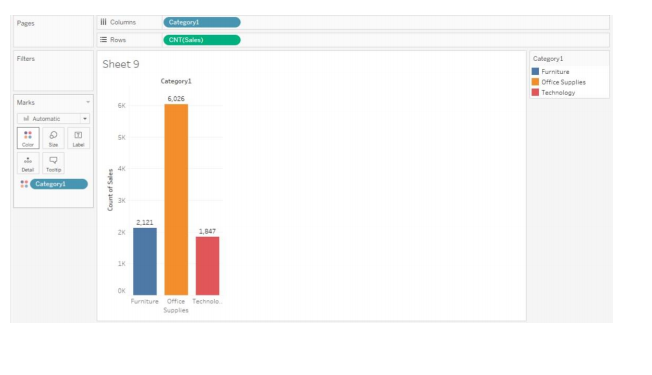 Pages
Columns
Category1
Rows
CNT(Sales)
Filters
Marks
Automatic
Color
Size
Label
Detail
Tooltip
Category1
Sheet 9
Category1
6K
5K
4K
3K
2K
1K
0K
Count of Sales
2,121
6,026
1,847
Furniture
Office
Supplies
Technolo..
Category1
Furniture
Office Supplies
Technology